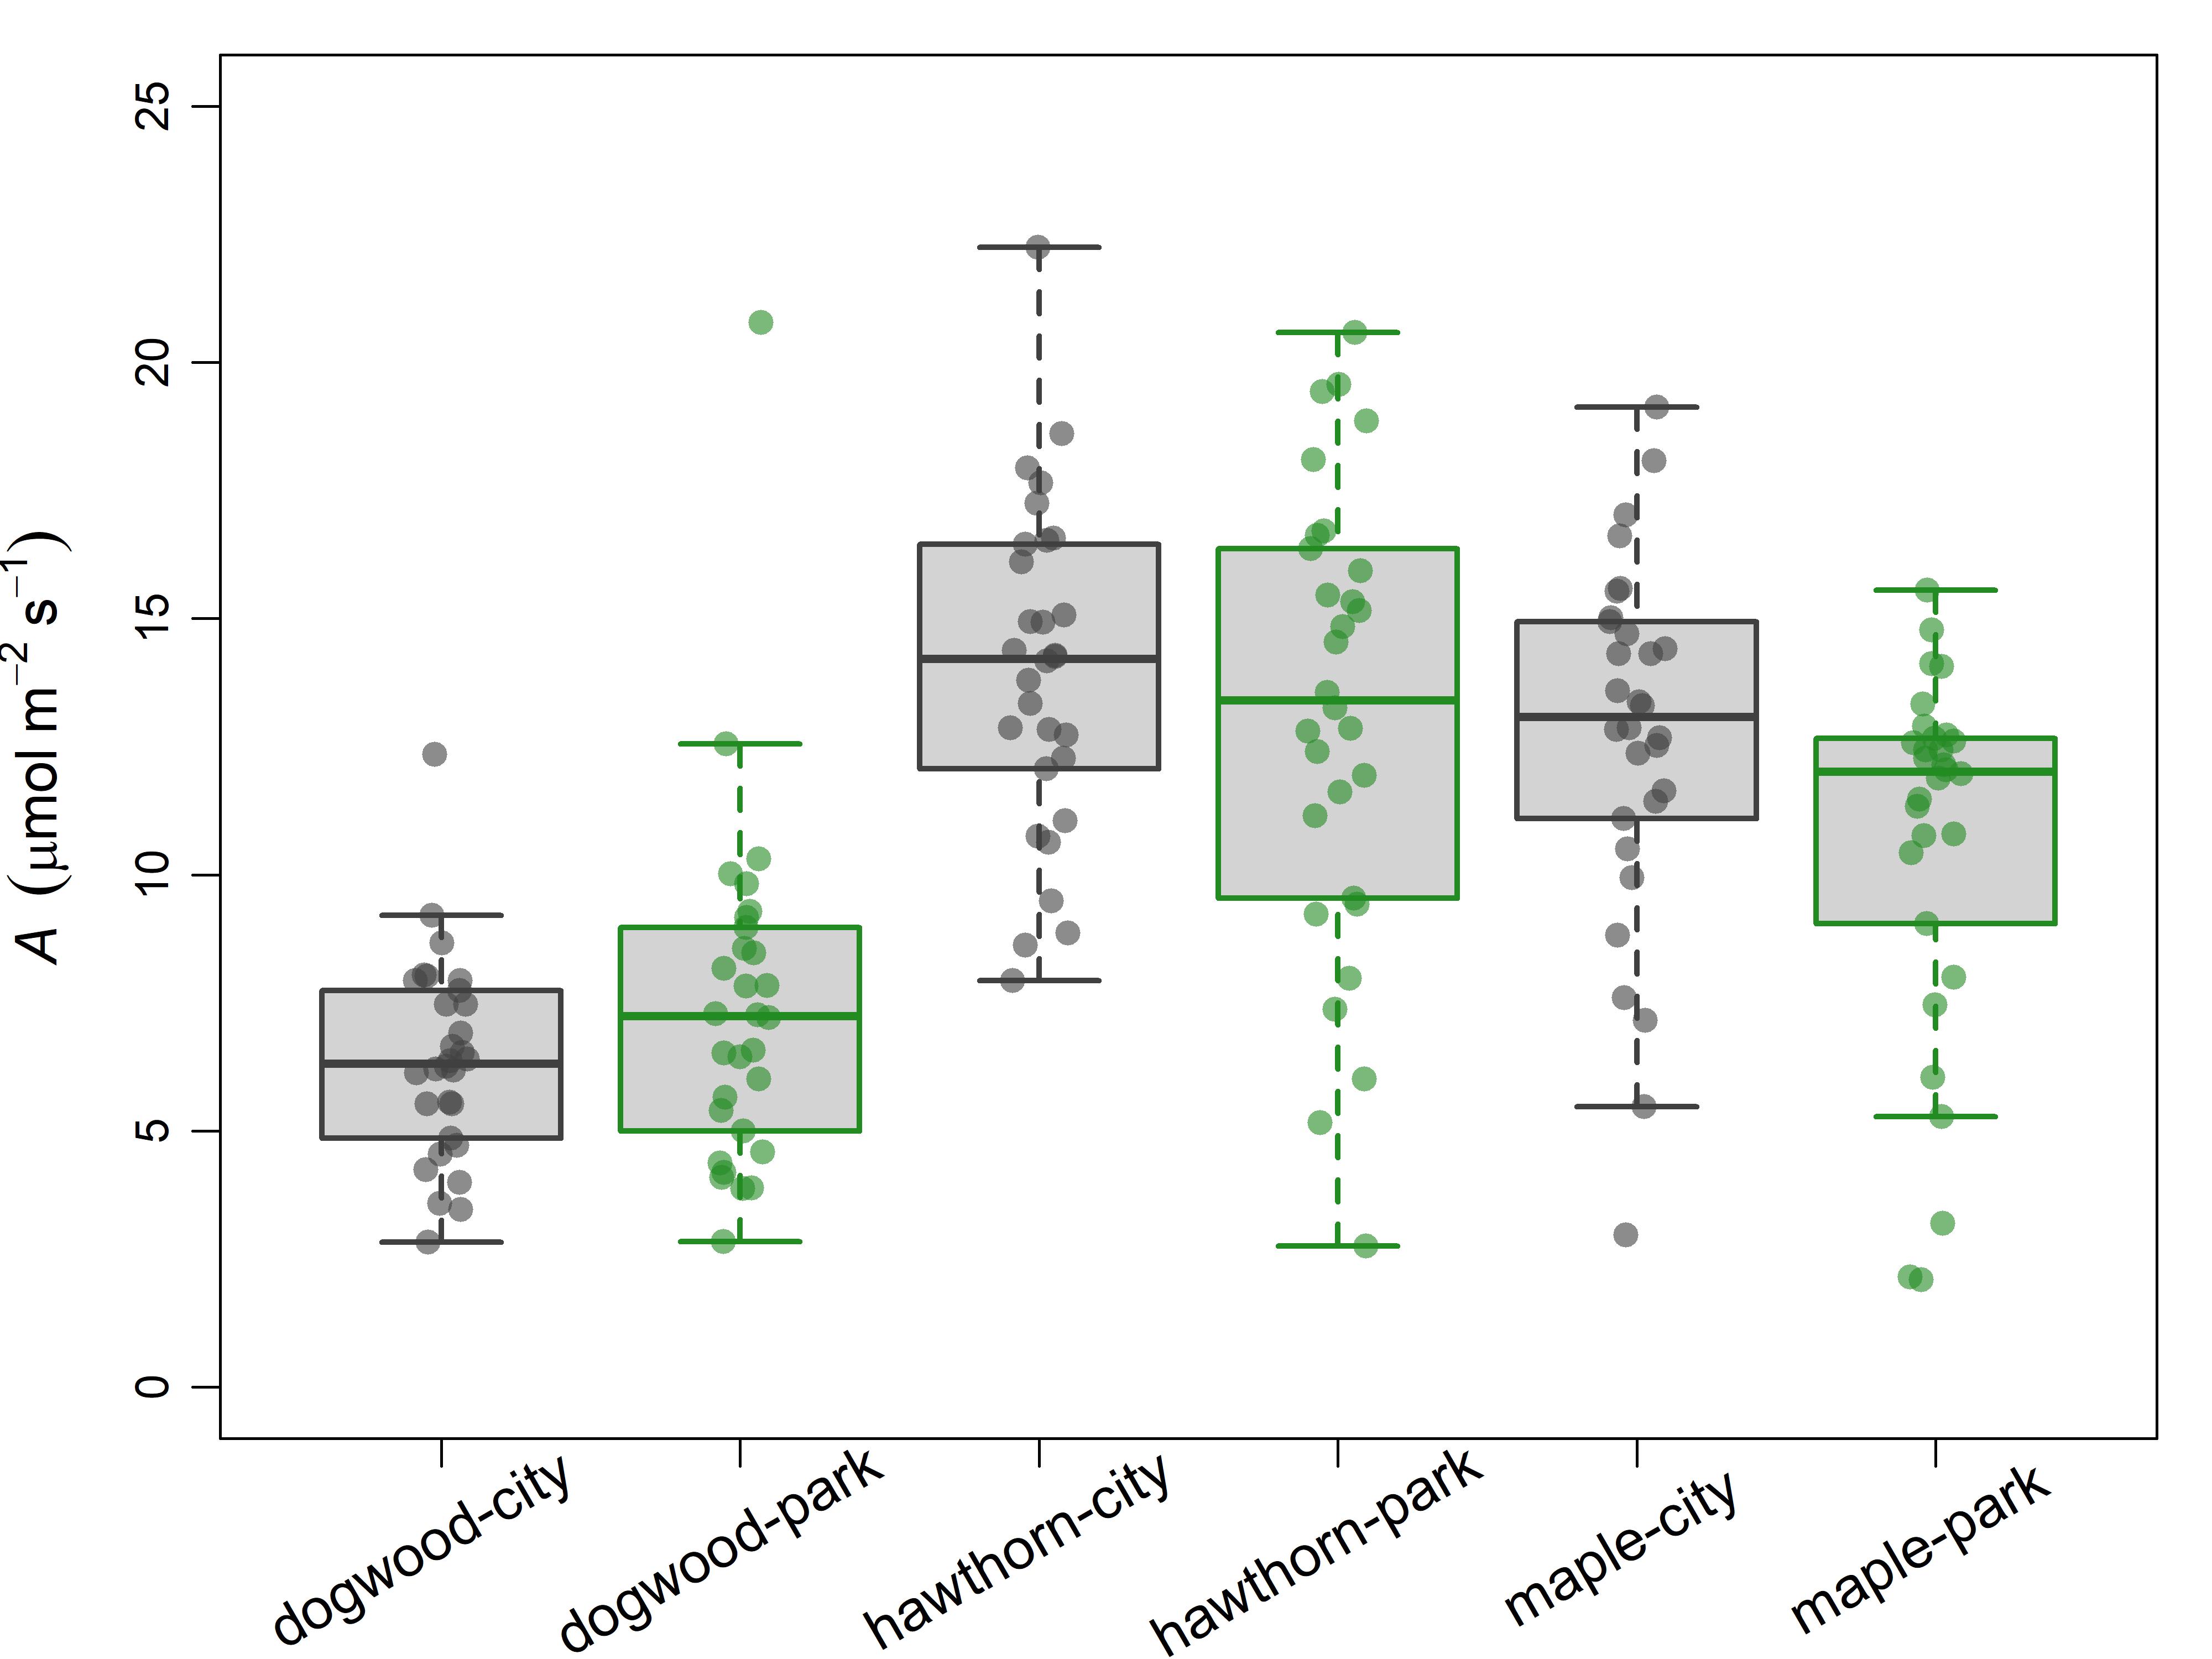 A (μmol m⁻² s⁻¹)
25
20
15
10
5
0
dogwood-city
dogwood-park
hawthorn-city
hawthorn-park
maple-city
maple-park